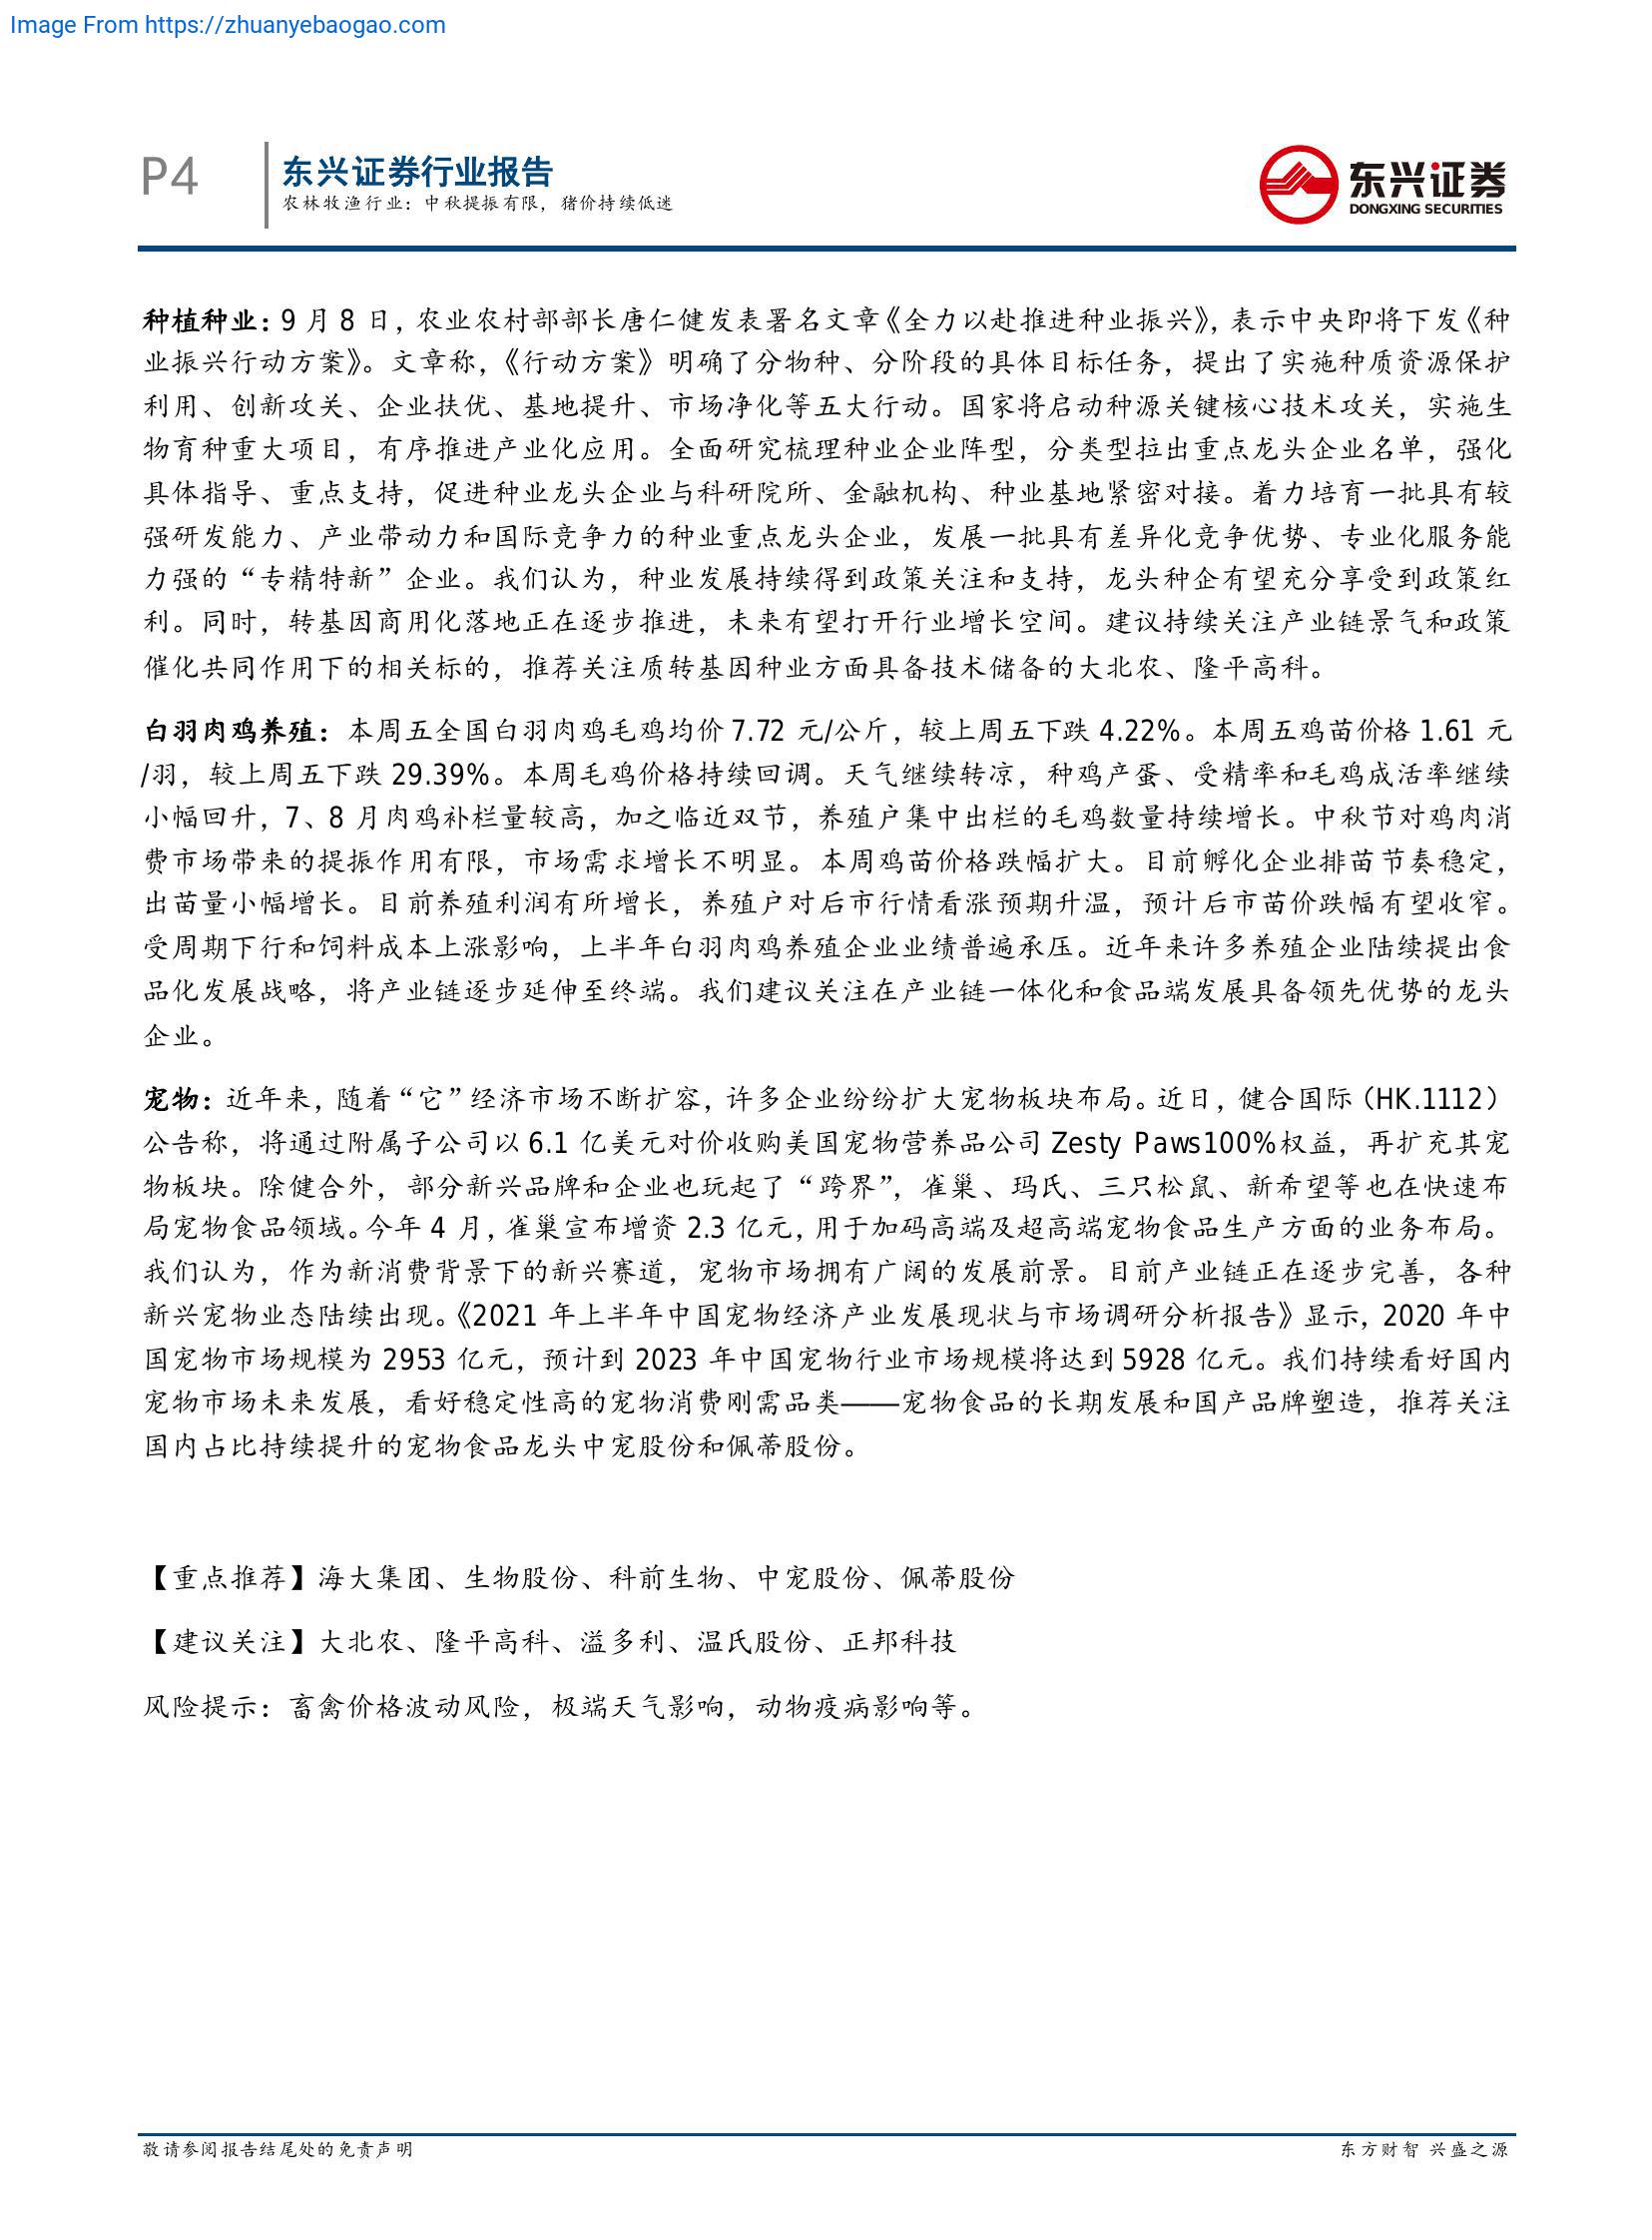 Image From https://zhuanyebaogao.com
P4
东兴证券行业报告
农林牧渔行业：中秋提振有限，猪价持续低迷
东兴证券
DONGXING SECURITIES
种植种业：9 月 8 日，农业农村部部长唐仁健发表署名文章《全力以赴推进种业振兴》，表示中央即将下发《种
业振兴行动方案》。文章称，《行动方案》明确了分物种、分阶段的具体目标任务，提出了实施种质资源保护
利用、创新攻关、企业扶优、基地提升、市场净化等五大行动。国家将启动种源关键核心技术攻关，实施生
物育种重大项目，有序推进产业化应用。全面研究梳理种业企业阵型，分类型拉出重点龙头企业名单，强化
具体指导、重点支持，促进种业龙头企业与科研院所、金融机构、种业基地紧密对接。着力培育一批具有较
强研发能力、产业带动力和国际竞争力的种业重点龙头企业，发展一批具有差异化竞争优势、专业化服务能
力强的“专精特新”企业。我们认为，种业发展持续得到政策关注和支持，龙头种企有望充分享受到政策红
利。同时，转基因商用化落地正在逐步推进，未来有望打开行业增长空间。建议持续关注产业链景气和政策
催化共同作用下的相关标的，推荐关注质转基因种业方面具备技术储备的大北农、隆平高科。
白羽肉鸡养殖：本周五全国白羽肉鸡毛鸡均价 7.72 元/公斤，较上周五下跌 4.22%。本周五鸡苗价格 1.61 元
/羽，较上周五下跌 29.39%。本周毛鸡价格持续回调。天气继续转凉，种鸡产蛋、受精率和毛鸡成活率继续
小幅回升，7、8 月肉鸡补栏量较高，加之临近双节，养殖户集中出栏的毛鸡数量持续增长。中秋节对鸡肉消
费市场带来的提振作用有限，市场需求增长不明显。本周鸡苗价格跌幅扩大。目前孵化企业排苗节奏稳定，
出苗量小幅增长。目前养殖利润有所增长，养殖户对后市行情看涨预期升温，预计后市苗价跌幅有望收窄。
受周期下行和饲料成本上涨影响，上半年白羽肉鸡养殖企业业绩普遍承压。近年来许多养殖企业陆续提出食
品化发展战略，将产业链逐步延伸至终端。我们建议关注在产业链一体化和食品端发展具备领先优势的龙头
企业。
宠物：近年来，随着“它”经济市场不断扩容，许多企业纷纷扩大宠物板块布局。近日，健合国际（HK.1112）
公告称，将通过附属子公司以 6.1 亿美元对价收购美国宠物营养品公司 Zesty Paws100%权益，再扩充其宠
物板块。除健合外，部分新兴品牌和企业也玩起了“跨界”，雀巢、玛氏、三只松鼠、新希望等也在快速布
局宠物食品领域。今年 4 月，雀巢宣布增资 2.3 亿元，用于加码高端及超高端宠物食品生产方面的业务布局。
我们认为，作为新消费背景下的新兴赛道，宠物市场拥有广阔的发展前景。目前产业链正在逐步完善，各种
新兴宠物业态陆续出现。《2021 年上半年中国宠物经济产业发展现状与市场调研分析报告》显示，2020 年中
国宠物市场规模为 2953 亿元，预计到 2023 年中国宠物行业市场规模将达到 5928 亿元。我们持续看好国内
宠物市场未来发展，看好稳定性高的宠物消费刚需品类——宠物食品的长期发展和国产品牌塑造，推荐关注
国内占比持续提升的宠物食品龙头中宠股份和佩蒂股份。
【重点推荐】海大集团、生物股份、科前生物、中宠股份、佩蒂股份
【建议关注】大北农、隆平高科、溢多利、温氏股份、正邦科技
风险提示：畜禽价格波动风险，极端天气影响，动物疫病影响等。
敬请参阅报告结尾处的免责声明
东方财智 兴盛之源